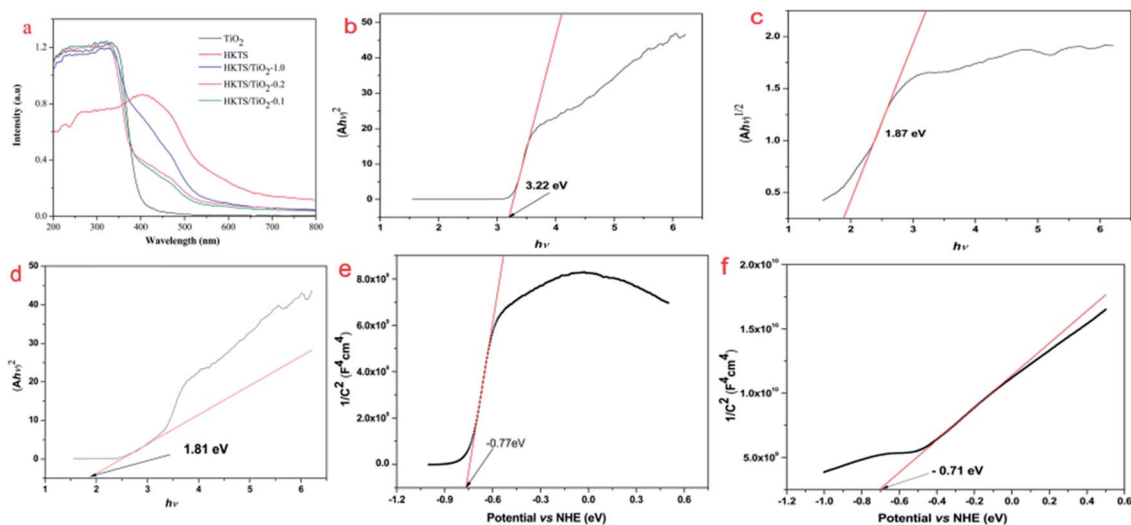 a
TiO2
HKTS
HKTS/TiO2-1.0
HKTS/TiO2-0.2
HKTS/TiO2-0.1
1.2
0.8
0.4
0.0
200 300 400 500 600 700 800
Wavelength (nm)
Intensity (a.u)
b
50
40
30
20
10
0
1 2 3 4 5 6
hν
(Ahν)2
3.22 eV
c
2.0
1.5
1.0
0.5
1 2 3 4 5 6
hν
(Ahν)1/2
1.87 eV
d
50
40
30
20
10
0
1 2 3 4 5 6
hν
(Ahν)2
1.81 eV
e
8.0x109
6.0x109
4.0x109
2.0x109
0.0
-1.2 -0.9 -0.6 -0.3 0.0 0.3 0.6
Potential vs NHE (eV)
1/C2 (F4cm4)
-0.77eV
f
2.0x1010
1.5x1010
1.0x1010
5.0x109
-1.2 -1.0 -0.8 -0.6 -0.4 -0.2 0.0 0.2 0.4 0.6
Potential vs NHE (eV)
1/C2 (F4cm4)
- 0.71 eV